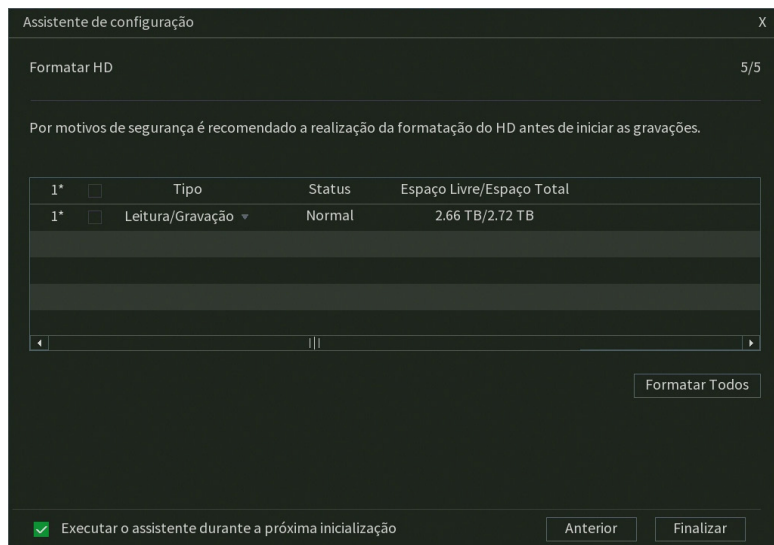 Assistente de configuração X
Formatar HD 5/5
Por motivos de segurança é recomendado a realização da formatação do HD antes de iniciar as gravações.
1* Tipo Status Espaço Livre/Espaço Total
1* Leitura/Gravação Normal 2.66 TB/2.72 TB
Formatar Todos
Executar o assistente durante a próxima inicialização Anterior Finalizar